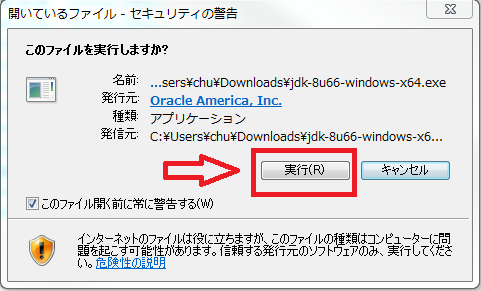 開いているファイル - セキュリティの警告
このファイルを実行しますか?
名前: ...sers¥chu¥Downloads¥jdk-8u66-windows-x64.exe
発行元: Oracle America, Inc.
種類: アプリケーション
発信元: C:¥Users¥chu¥Downloads¥jdk-8u66-windows-x6...
実行(R) キャンセル
このファイル開く前に常に警告する(W)
インターネットのファイルは役に立ちますが、このファイルの種類はコンピューターに問
題を起こす可能性があります。信頼する発行元のソフトウェアのみ、実行してくださ
い。危険性の説明